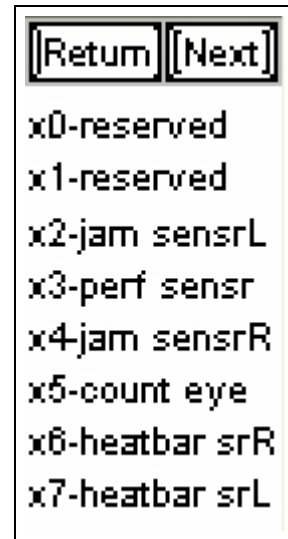 [Return] [Next]
x0-reserved
x1-reserved
x2-jam sensrL
x3-perf sensr
x4-jam sensrR
x5-count eye
x6-heatbar srR
x7-heatbar srL